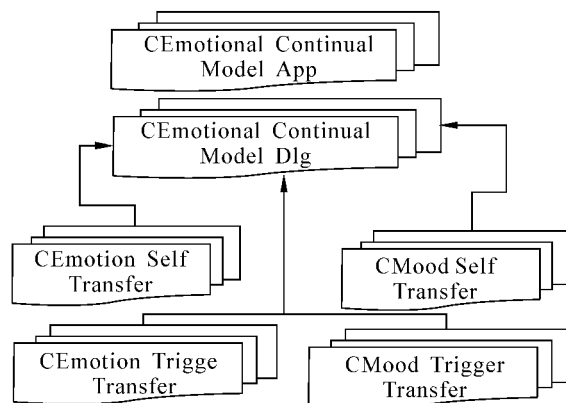 CEmotional Continual
Model App
CEmotional Continual
Model Dlg
CEmotion Self
Transfer
CMood Self
Transfer
CEmotion Trigge
Transfer
CMood Trigger
Transfer